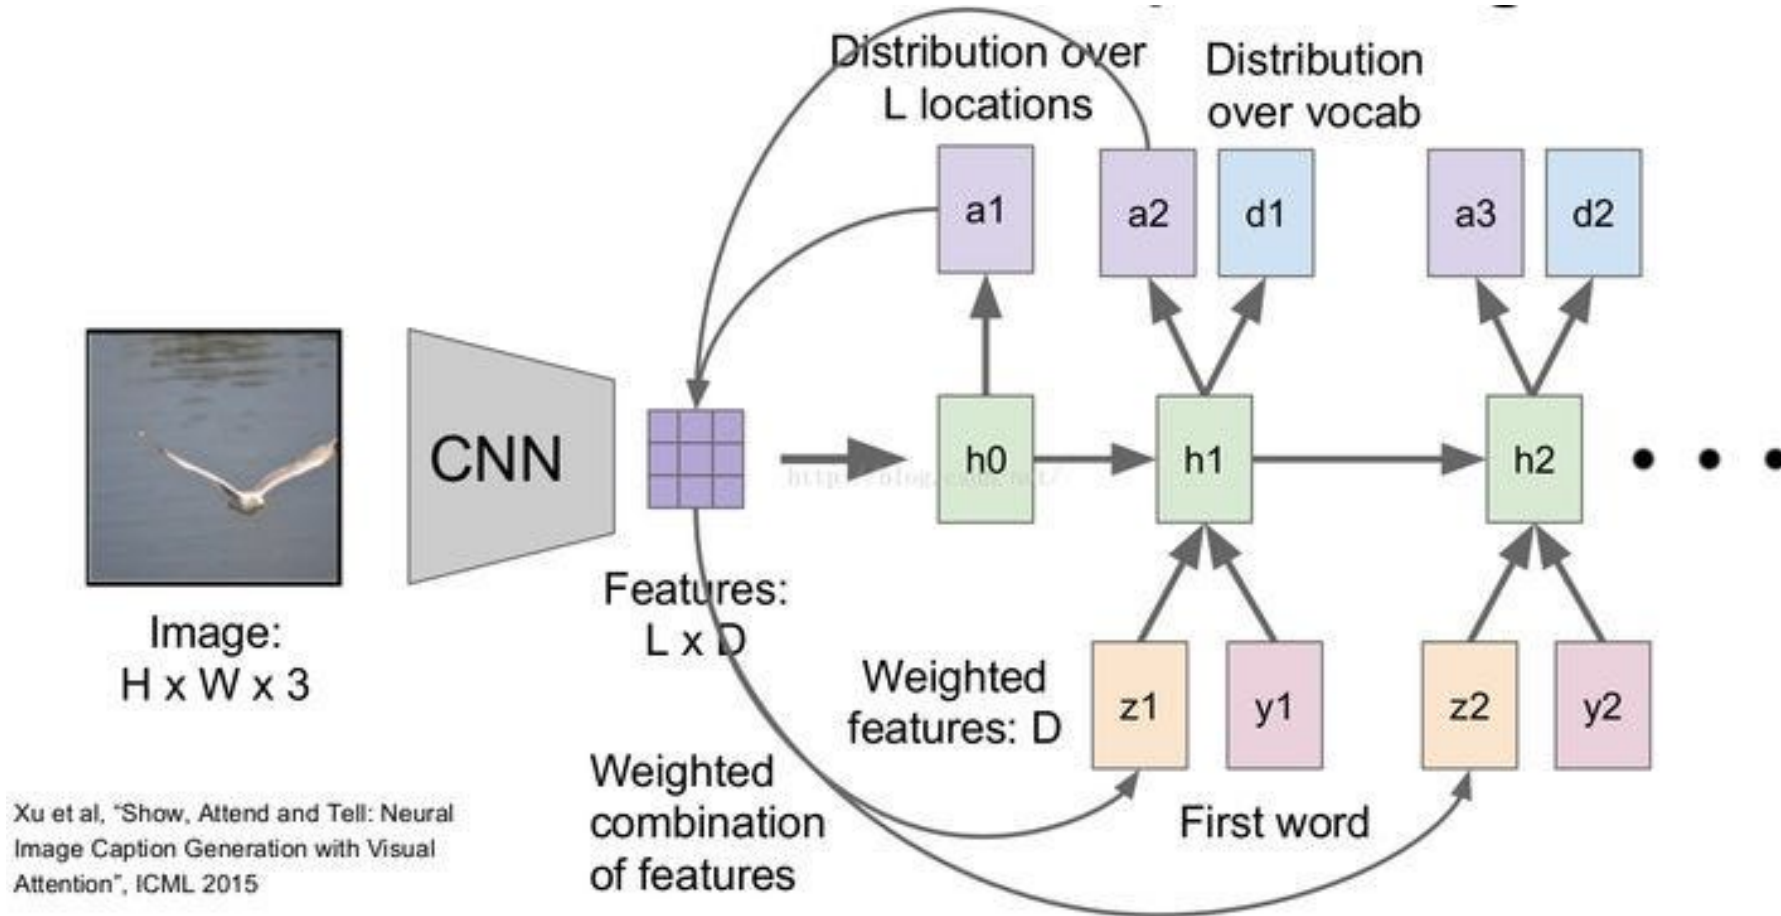 Distribution over
L locations
Distribution
over vocab
a1
a2
d1
a3
d2
CNN
h0
h1
h2
Features:
L x D
Image:
H x W x 3
Weighted
features: D
z1
y1
z2
y2
Weighted
combination
of features
First word
Xu et al, “Show, Attend and Tell: Neural
Image Caption Generation with Visual
Attention”, ICML 2015